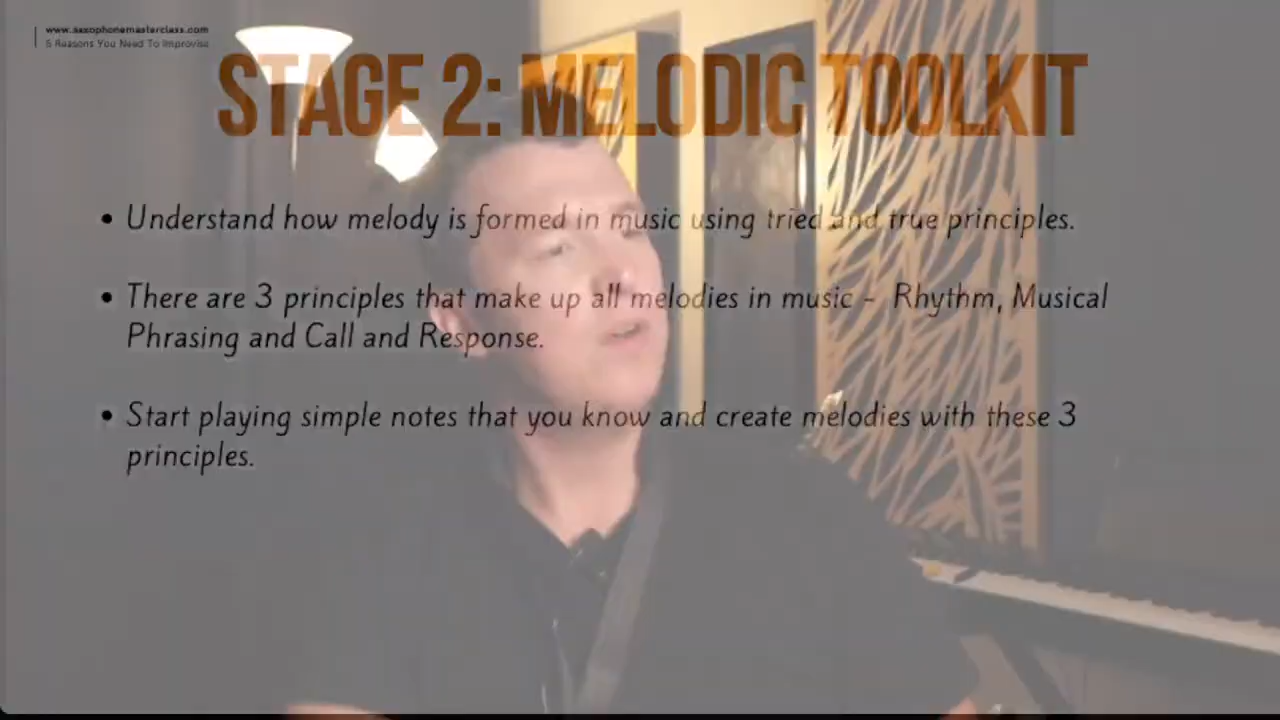 www.saxophonemasterclass.com
5 Reasons You Need To Improvise
STAGE 2: MELODIC TOOLKIT
• Understand how melody is formed in music using tried and true principles.
• There are 3 principles that make up all melodies in music - Rhythm, Musical
Phrasing and Call and Response.
• Start playing simple notes that you know and create melodies with these 3
principles.